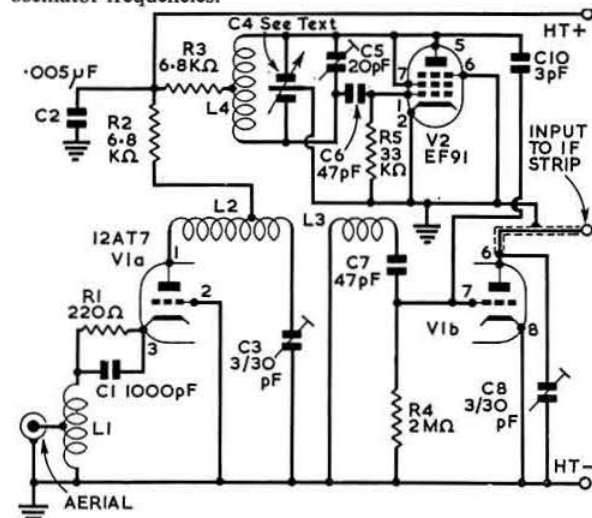 oscillator frequencies.
C4 See Text
HT+
R3
6.8KΩ
C5
20pF
C10
3pF
.005μF
C2
L4
5
7
6
1
2
R2
6.8
KΩ
C6
47pF
R5
33
KΩ
V2
EF91
INPUT
TO IF
STRIP
L2
L3
12AT7
V1a
1
2
3
R1
220Ω
C1 1000pF
C7
47pF
6
7
8
V1b
C3
3/30
pF
C8
3/30
pF
R4
2MΩ
L1
AERIAL
HT-